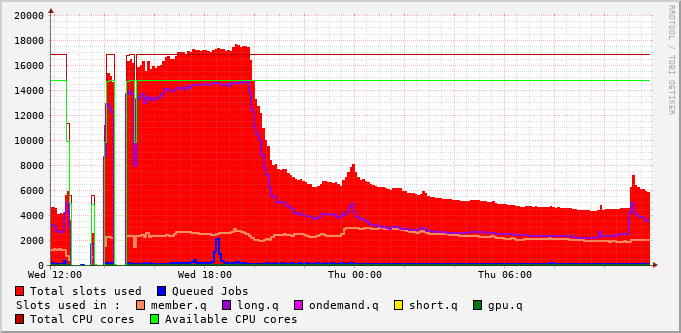 20000
18000
16000
14000
12000
10000
8000
6000
4000
2000
0
Wed 12:00 Wed 18:00 Thu 00:00 Thu 06:00
Total slots used Queued Jobs
Slots used in : member.q long.q ondemand.q short.q gpu.q
Total CPU cores Available CPU cores
RRDTOOL / TOBI OETIKER